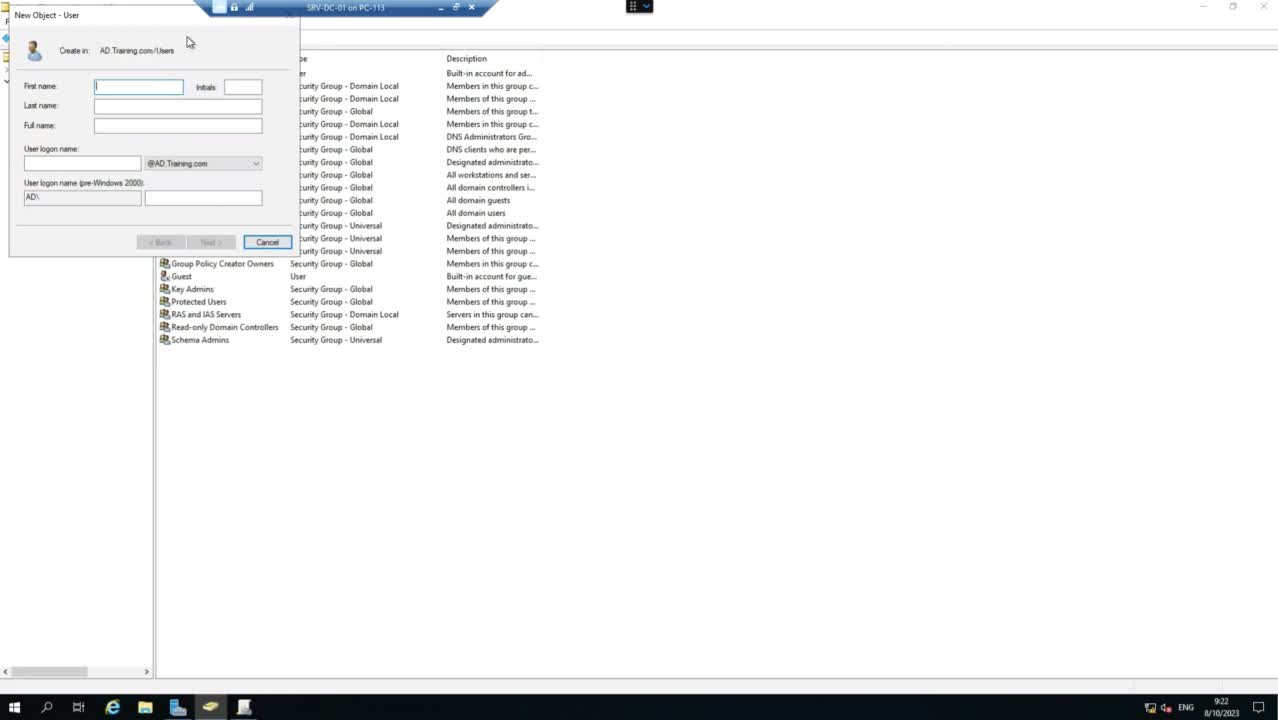 New Object - User
SRV-DC-01 on PC-113
Create in: AD.Training.com/Users
First name:
Initials:
Last name:
Full name:
User logon name:
@AD.Training.com
User logon name (pre-Windows 2000):
AD\
< Back
Next >
Cancel
Description
Built-in account for ad...
curity Group - Domain Local Members in this group c...
curity Group - Domain Local Members of this group ...
curity Group - Global Members of this group t...
curity Group - Domain Local Members in this group c...
curity Group - Domain Local DNS Administrators Gro...
curity Group - Global DNS clients who are per...
curity Group - Global Designated administrato...
curity Group - Global All workstations and ser...
curity Group - Global All domain controllers i...
curity Group - Global All domain guests
curity Group - Global All domain users
curity Group - Universal Designated administrato...
curity Group - Universal Members of this group ...
curity Group - Universal Members of this group ...
Group Policy Creator Owners Security Group - Global Members in this group c...
Guest User Built-in account for gue...
Key Admins Security Group - Global Members of this group ...
Protected Users Security Group - Global Members of this group ...
RAS and IAS Servers Security Group - Domain Local Servers in this group can...
Read-only Domain Controllers Security Group - Global Members of this group ...
Schema Admins Security Group - Universal Designated administrato...
ENG
9:22
8/10/2023